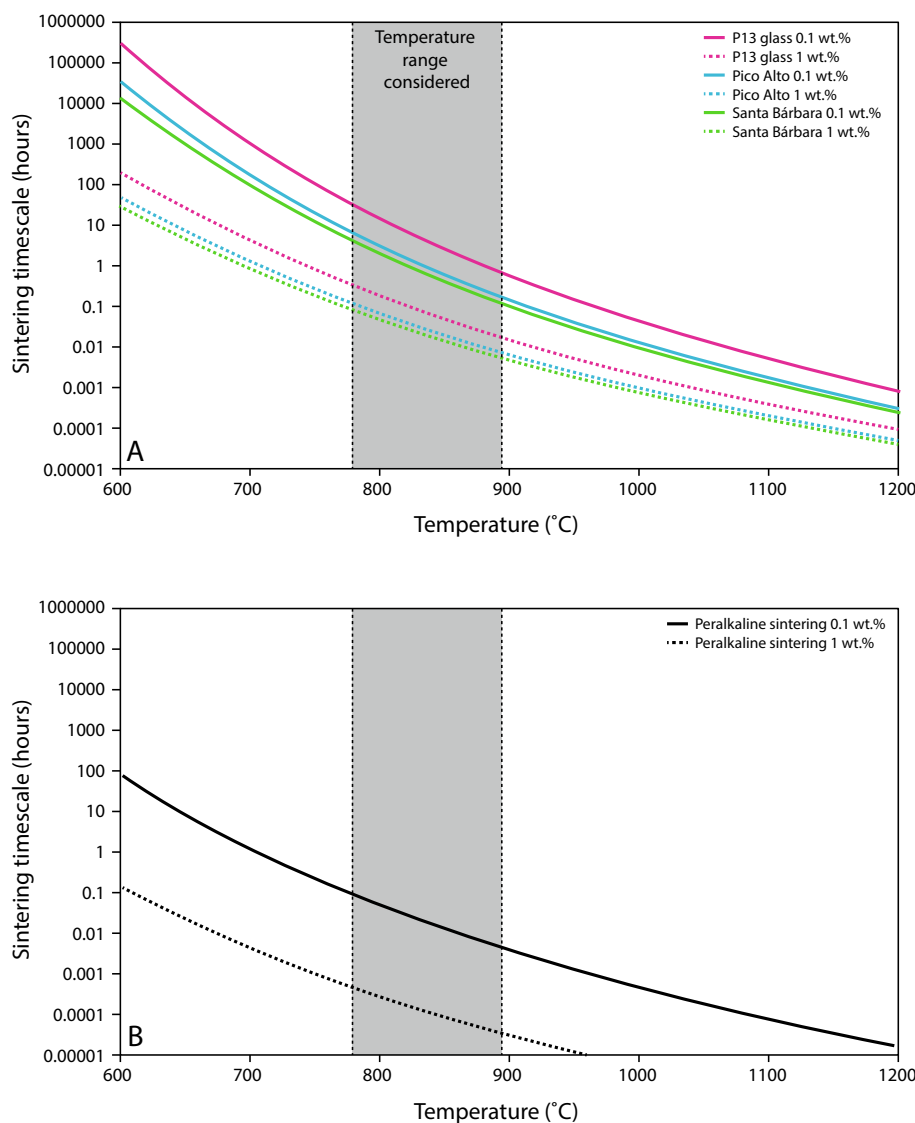 1000000
100000
10000
1000
100
10
1
0.1
0.01
0.001
0.0001
0.00001
Sintering timescale (hours)
Temperature
range
considered
P13 glass 0.1 wt.%
P13 glass 1 wt.%
Pico Alto 0.1 wt.%
Pico Alto 1 wt.%
Santa Bárbara 0.1 wt.%
Santa Bárbara 1 wt.%
A
600 700 800 900 1000 1100 1200
Temperature (˚C)
1000000
100000
10000
1000
100
10
1
0.1
0.01
0.001
0.0001
0.00001
Sintering timescale (hours)
Peralkaline sintering 0.1 wt.%
Peralkaline sintering 1 wt.%
B
600 700 800 900 1000 1100 1200
Temperature (˚C)